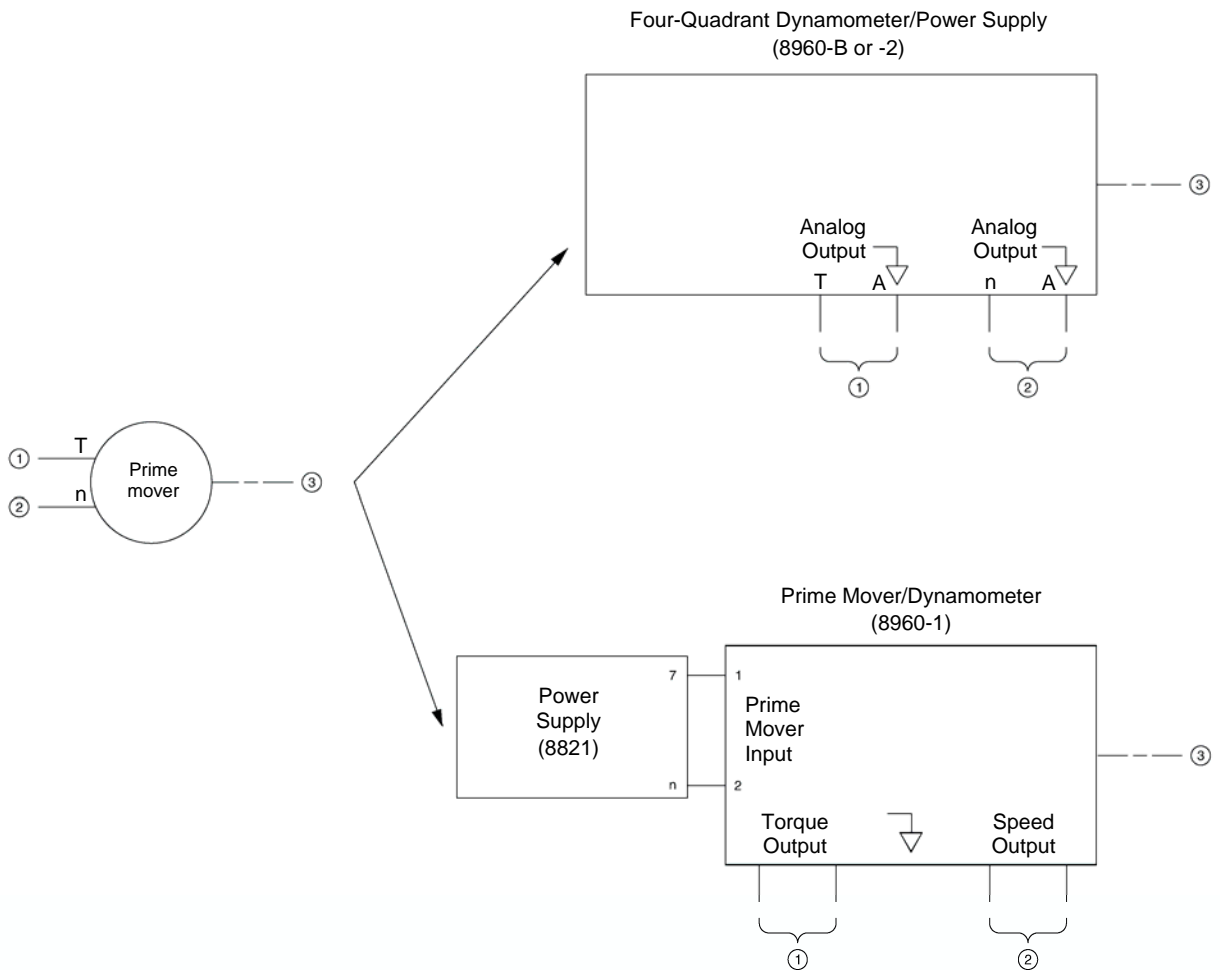 Four-Quadrant Dynamometer/Power Supply
(8960-B or -2)
③
Analog
Output
Analog
Output
T
A
n
A
①
②
①
T
Prime
mover
②
n
③
Prime Mover/Dynamometer
(8960-1)
Power
Supply
(8821)
7
n
1
2
Prime
Mover
Input
③
Torque
Output
Speed
Output
①
②